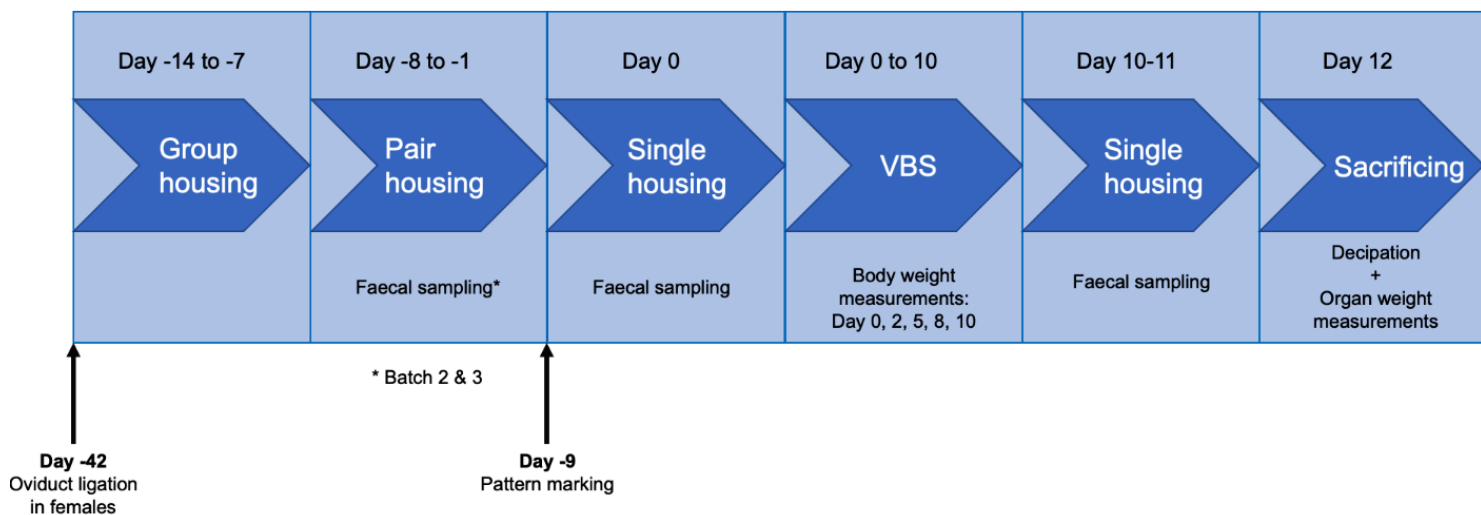 Day -14 to -7
Day -8 to -1
Day 0
Day 0 to 10
Day 10-11
Day 12
Group
housing
Pair
housing
Single
housing
VBS
Single
housing
Sacrificing
Faecal sampling*
Faecal sampling
Body weight
measurements:
Day 0, 2, 5, 8, 10
Faecal sampling
Decipation
+
Organ weight
measurements
* Batch 2 & 3
Day -42
Oviduct ligation
in females
Day -9
Pattern marking